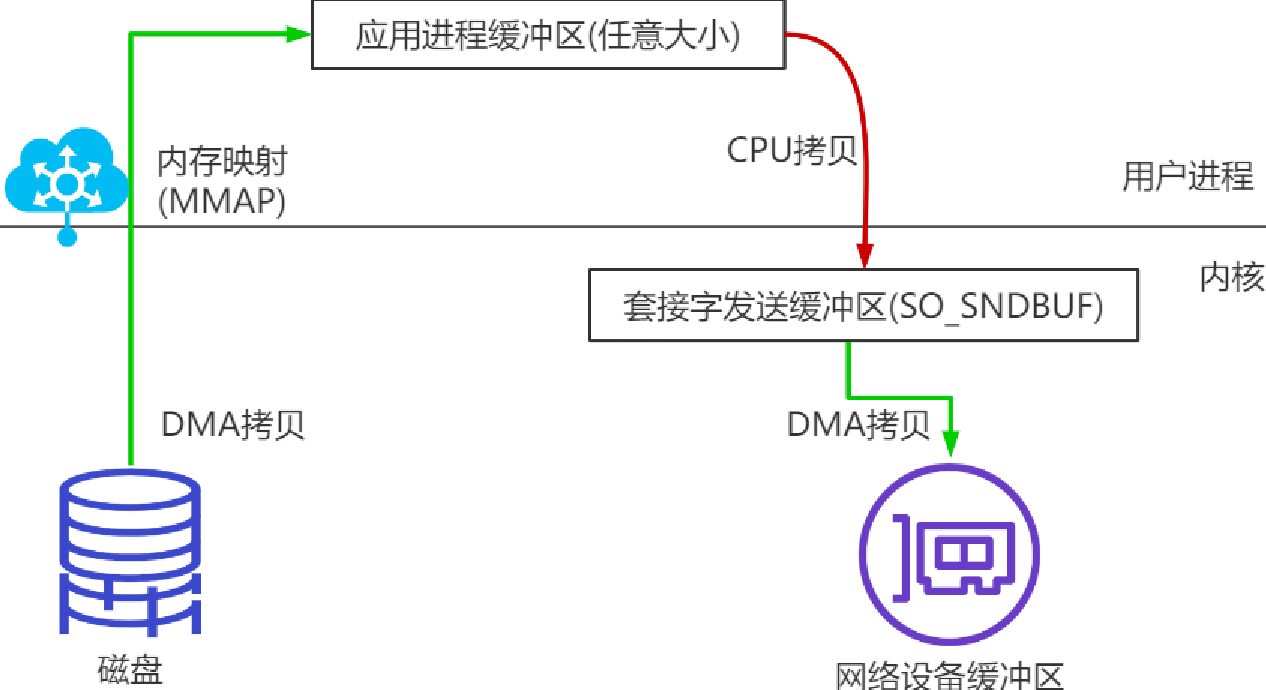 应用进程缓冲区(任意大小)
内存映射
(MMAP)
CPU拷贝
用户进程
内核
套接字发送缓冲区(SO_SNDBUF)
DMA拷贝
DMA拷贝
磁盘
网络设备缓冲区